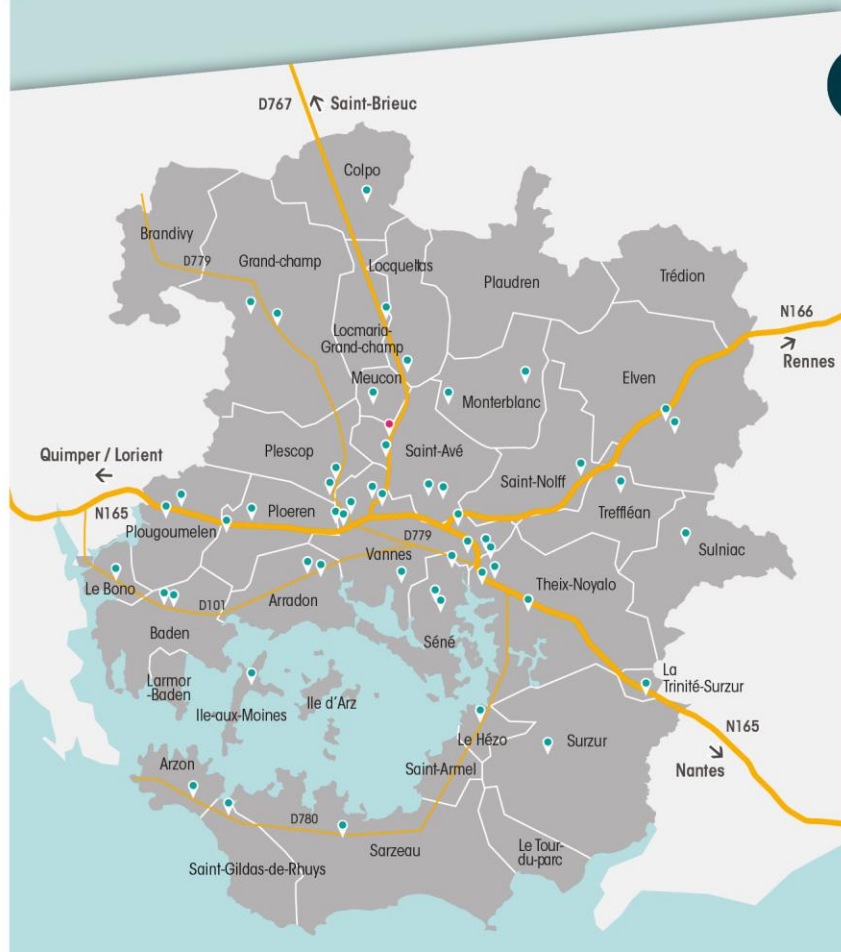 D767
Saint-Brieuc
Colpo
Brandivy
D779
Grand-champ
Locqueltas
Plaudren
Trédion
N166
Rennes
Locmaria-
Grand-champ
Meucon
Monterblanc
Elven
Quimper / Lorient
Plescop
Saint-Avé
Saint-Nolff
N165
Plougoumelen
Ploeren
Treffléan
D779
Vannes
Sulniac
Le Bono
D101
Arradon
Theix-Noyalo
Baden
Séné
Larmor
-Baden
Ile-aux-Moines
Ile d'Arz
La
Trinité-Surzur
N165
Nantes
Le Hézo
Surzur
Arzon
Saint-Armel
D780
Sarzeau
Le Tour-
du-parc
Saint-Gildas-de-Rhuys